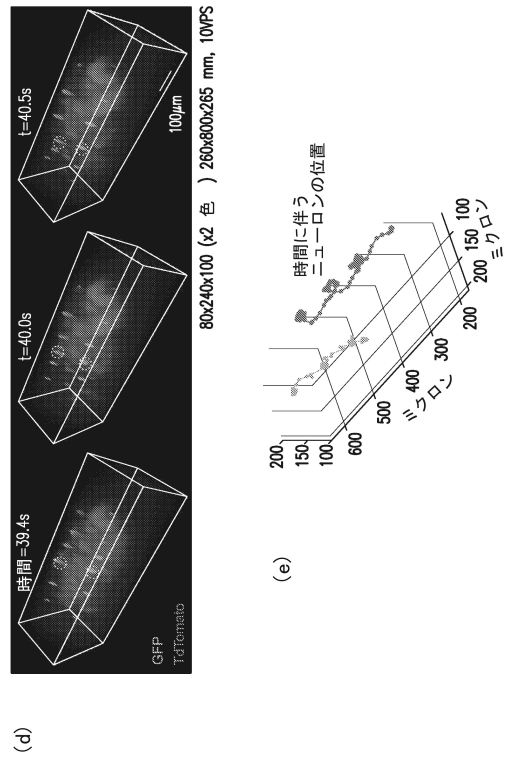 (d)
時間=39.4s
t=40.0s
t=40.5s
GFP
TdTomato
100μm
80x240x100 (x2 色 ) 260x800x265 mm, 10VPS
(e)
時間に伴う
ニューロンの位置
200
150
100
600
500
400
300
200
ミクロン
200
150
100
ミクロン